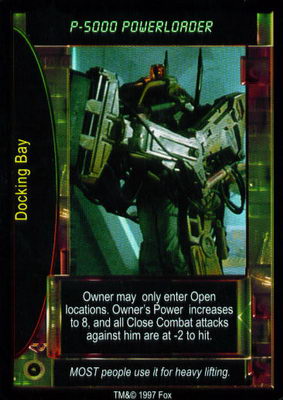 P-5000 POWERLOADER
Docking Bay
Owner may only enter Open
locations. Owner's Power increases
to 8, and all Close Combat attacks
against him are at -2 to hit.
MOST people use it for heavy lifting.
TM&© 1997 Fox